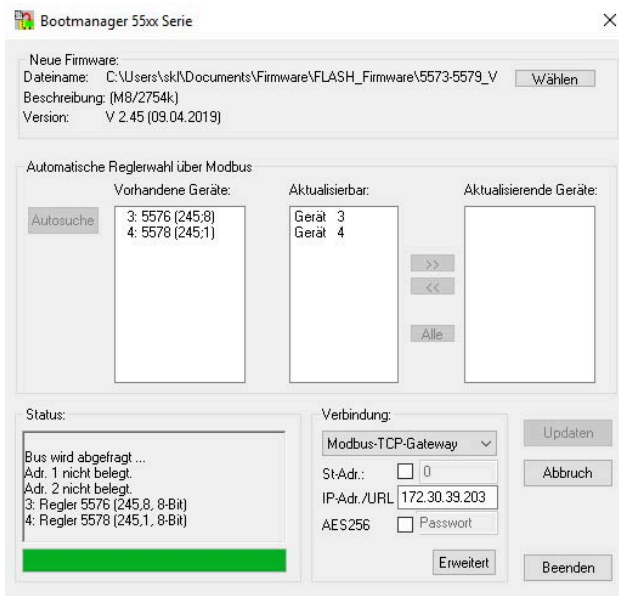 Bootmanager 55xx Serie
Neue Firmware:
Dateiname: C:\Users\skl\Documents\Firmware\FLASH_Firmware\5573-5579_V
Wählen
Beschreibung: (M8/2754k)
Version: V 2.45 (09.04.2019)
Automatische Reglerwahl über Modbus
Vorhandene Geräte:
Aktualisierbar:
Aktualisierende Geräte:
Autosuche
3: 5576 (245;8)
4: 5578 (245;1)
Gerät 3
Gerät 4
>>
<<
Alle
Status:
Bus wird abgefragt ...
Adr. 1 nicht belegt.
Adr. 2 nicht belegt.
3: Regler 5576 (245,8, 8-Bit)
4: Regler 5578 (245,1, 8-Bit)
Verbindung:
Modbus-TCP-Gateway
St-Adr.: 0
IP-Adr./URL 172.30.39.203
AES256 Passwort
Erweitert
Updaten
Abbruch
Beenden